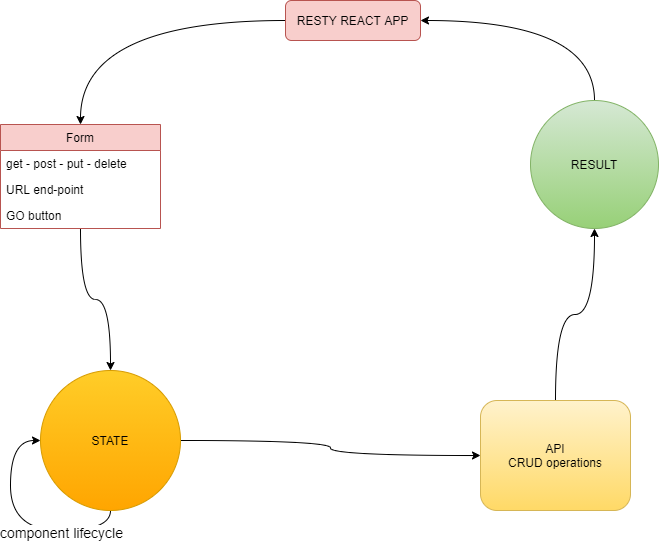 RESTY REACT APP
Form
get - post - put - delete
URL end-point
GO button
RESULT
STATE
API
CRUD operations
component lifecycle